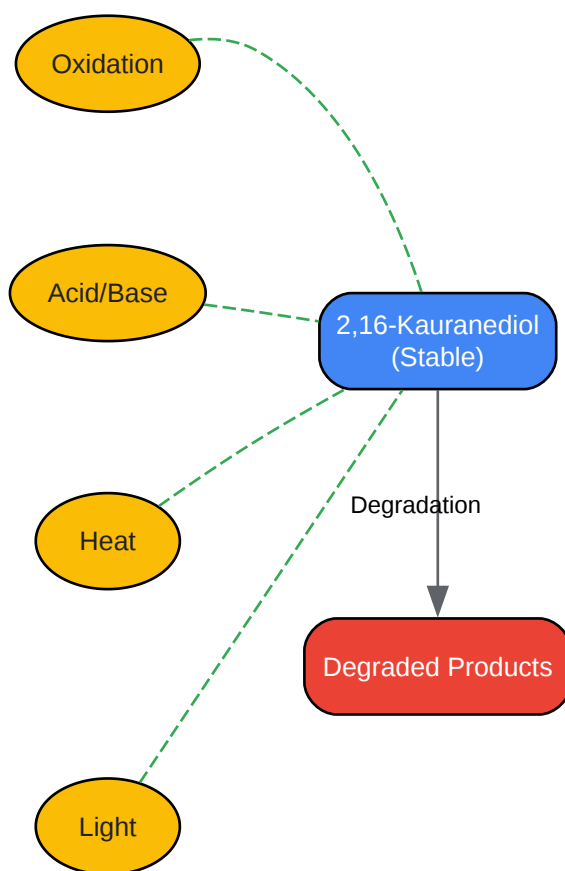 Oxidation
Acid/Base
2,16-Kauranediol
(Stable)
Heat
Degradation
Degraded Products
Light